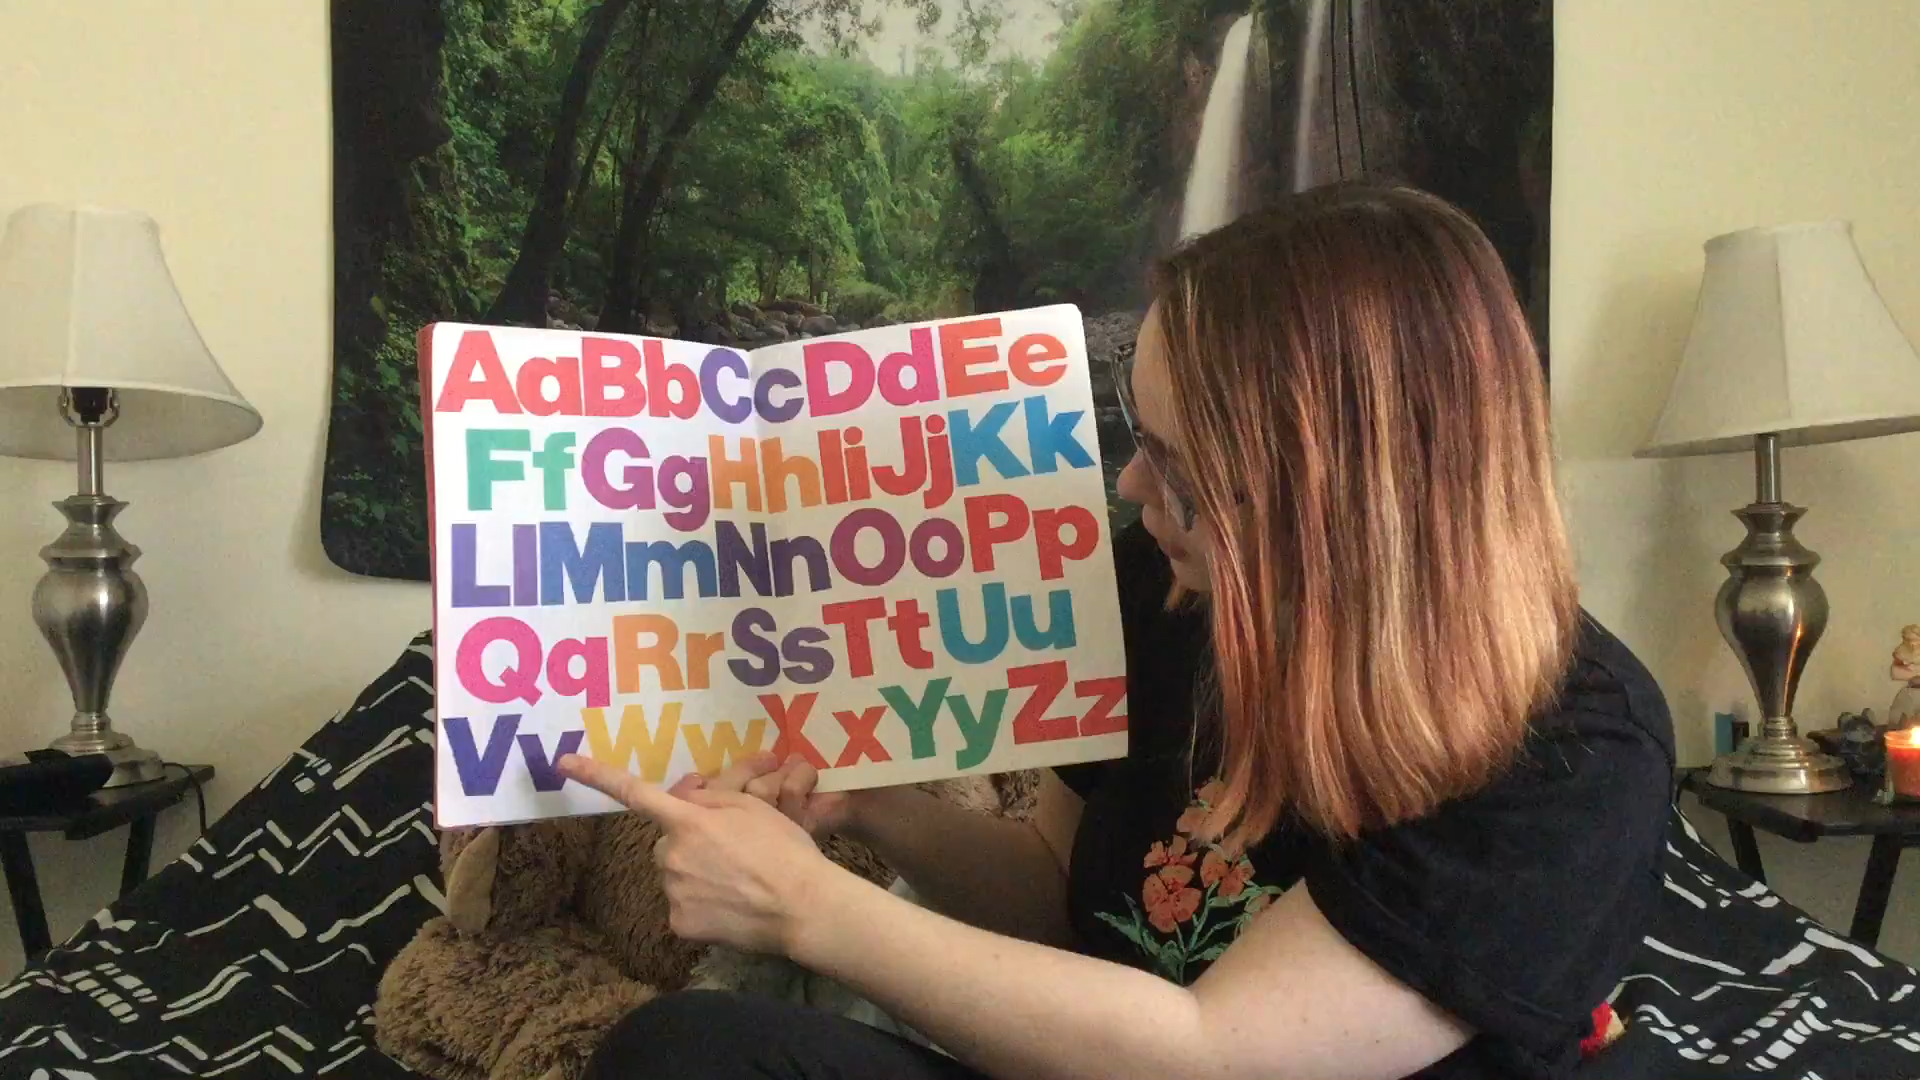 AaBbCcDdEe
FfGgHhIiJjKk
LlMmNnOoPp
QqRrSsTtUu
VvWwXxYyZz